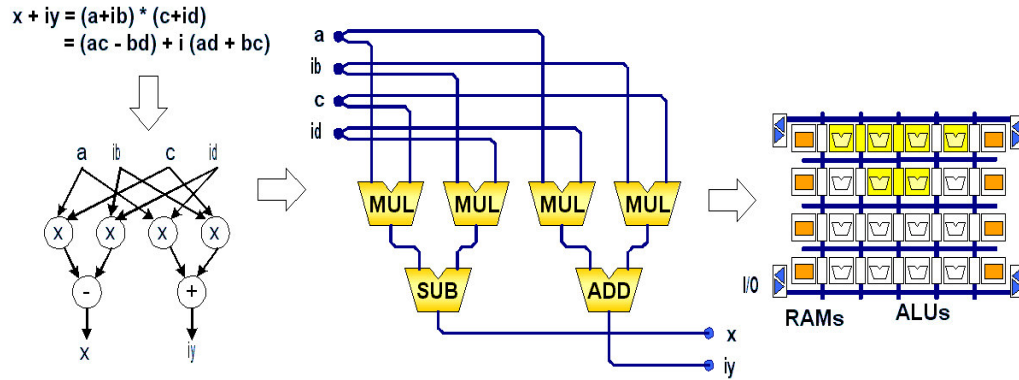 x + iy = (a+ib) * (c+id)
= (ac - bd) + i (ad + bc)
a ib c id
x x x x
- +
x iy
a
ib
c
id
MUL MUL MUL MUL
SUB ADD
x
iy
I/O
RAMs ALUs